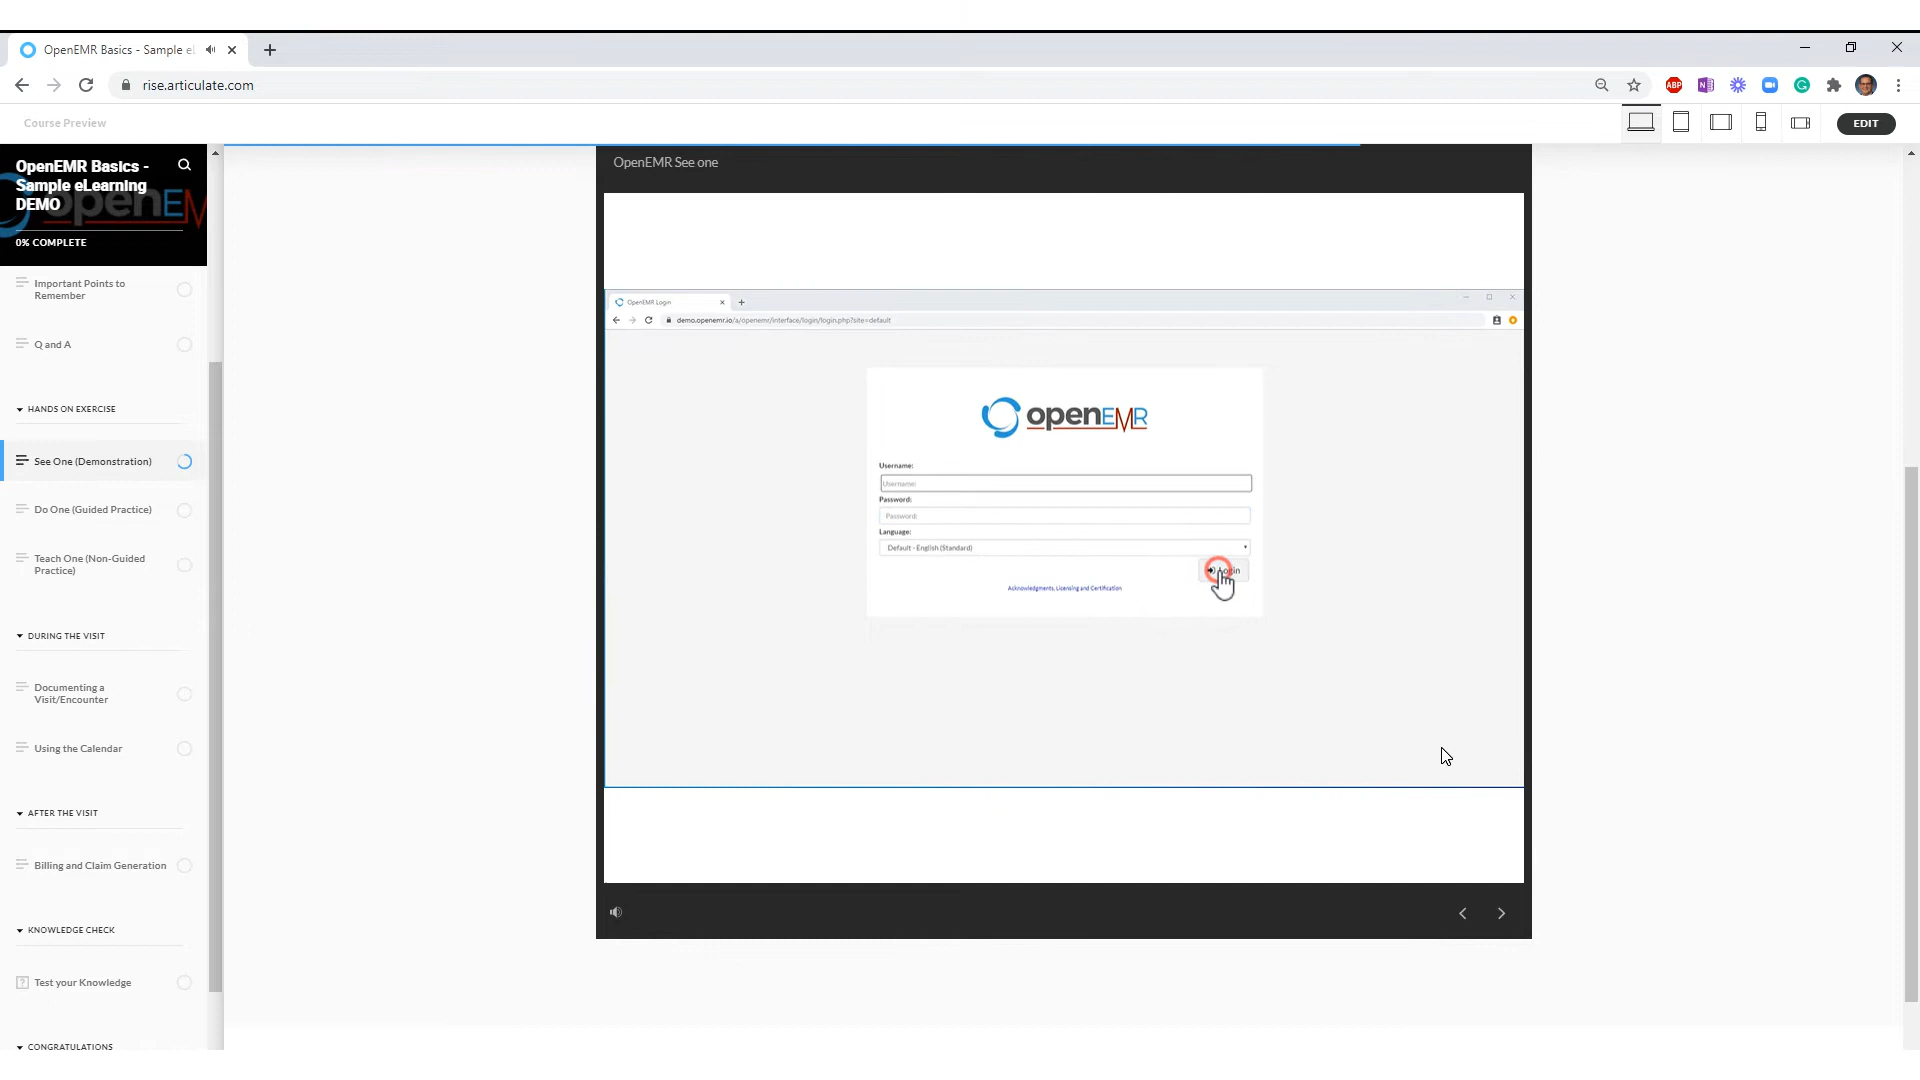 OpenEMR Basics - Sample el
rise.articulate.com
ABP
Course Preview
EDIT
OpenEMR Basics -
Sample eLearning
DEMO
openEM
0% COMPLETE
Important Points to
Remember
Q and A
HANDS ON EXERCISE
See One (Demonstration)
Do One (Guided Practice)
Teach One (Non-Guided
Practice)
DURING THE VISIT
Documenting a
Visit/Encounter
Using the Calendar
AFTER THE VISIT
Billing and Claim Generation
KNOWLEDGE CHECK
Test your Knowledge
CONGRATULATIONS
OpenEMR See one
OpenEMR Login
demo.openemr.io/a/openemr/interface/login/login.php?site=default
openEMR
Username:
Username:
Password:
Password:
Language:
Default - English (Standard)
Login
Acknowledgments, Licensing and Certification